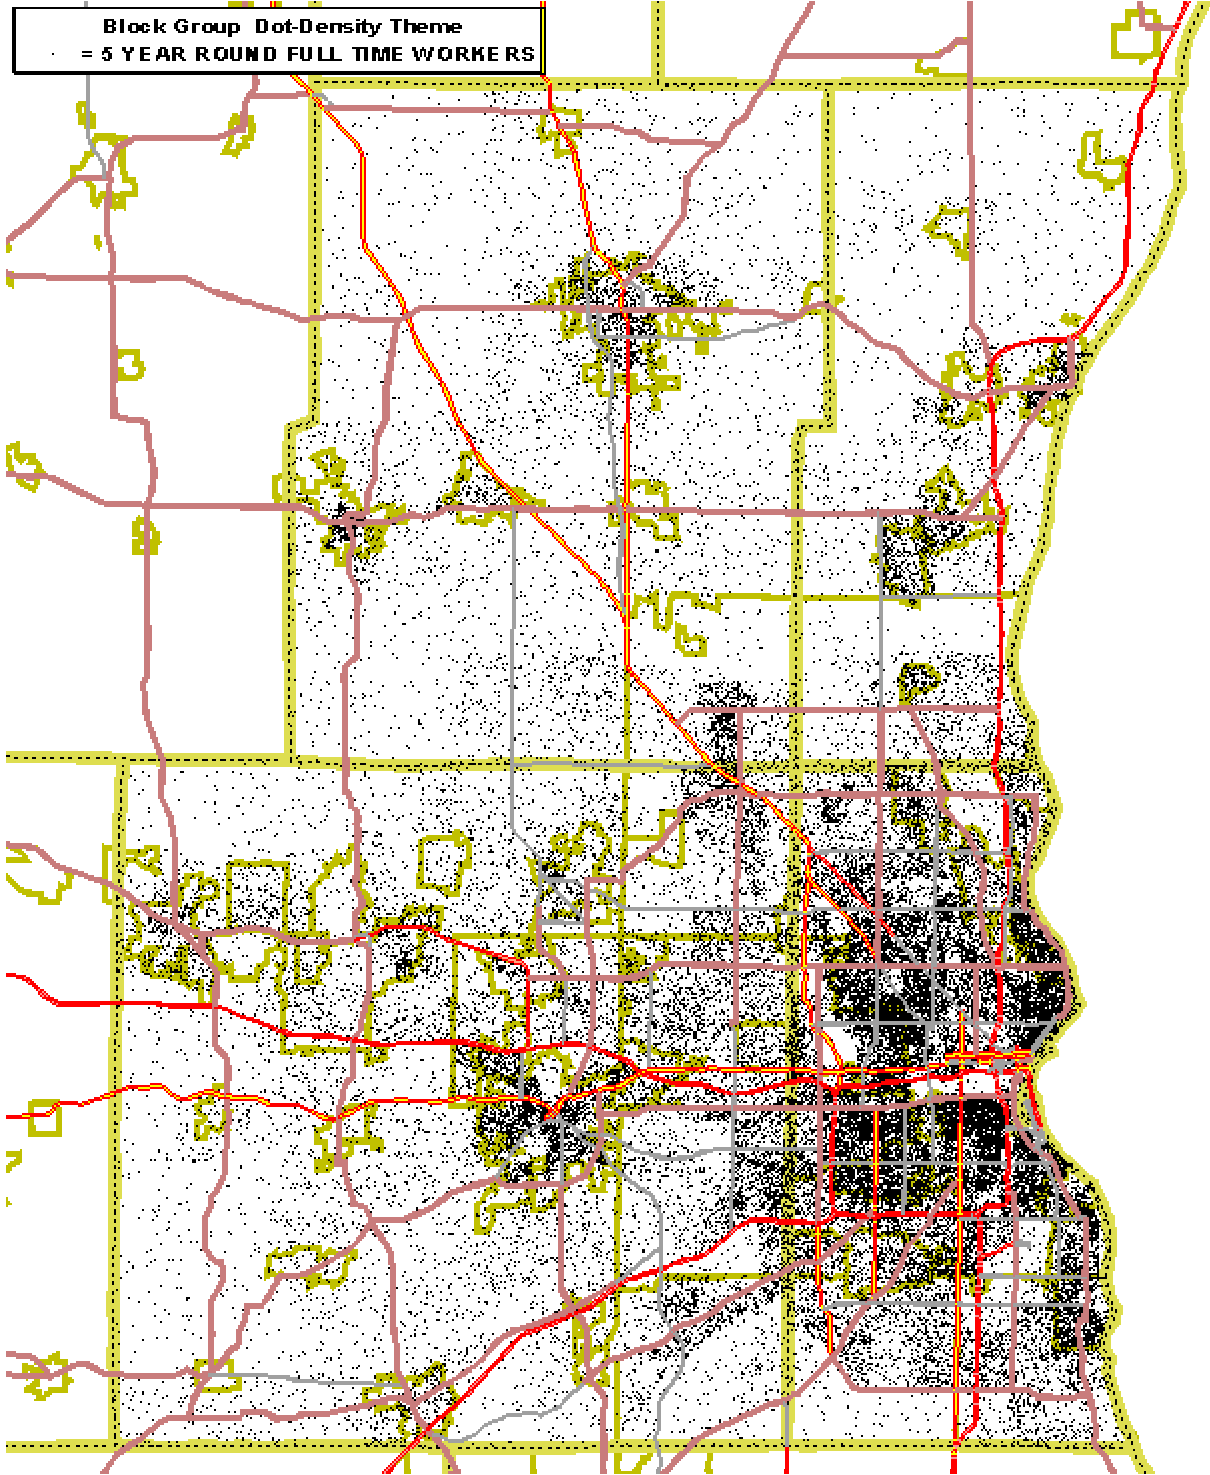 Block Group Dot-Density Theme
. = 5 YEAR ROUND FULL TIME WORKERS